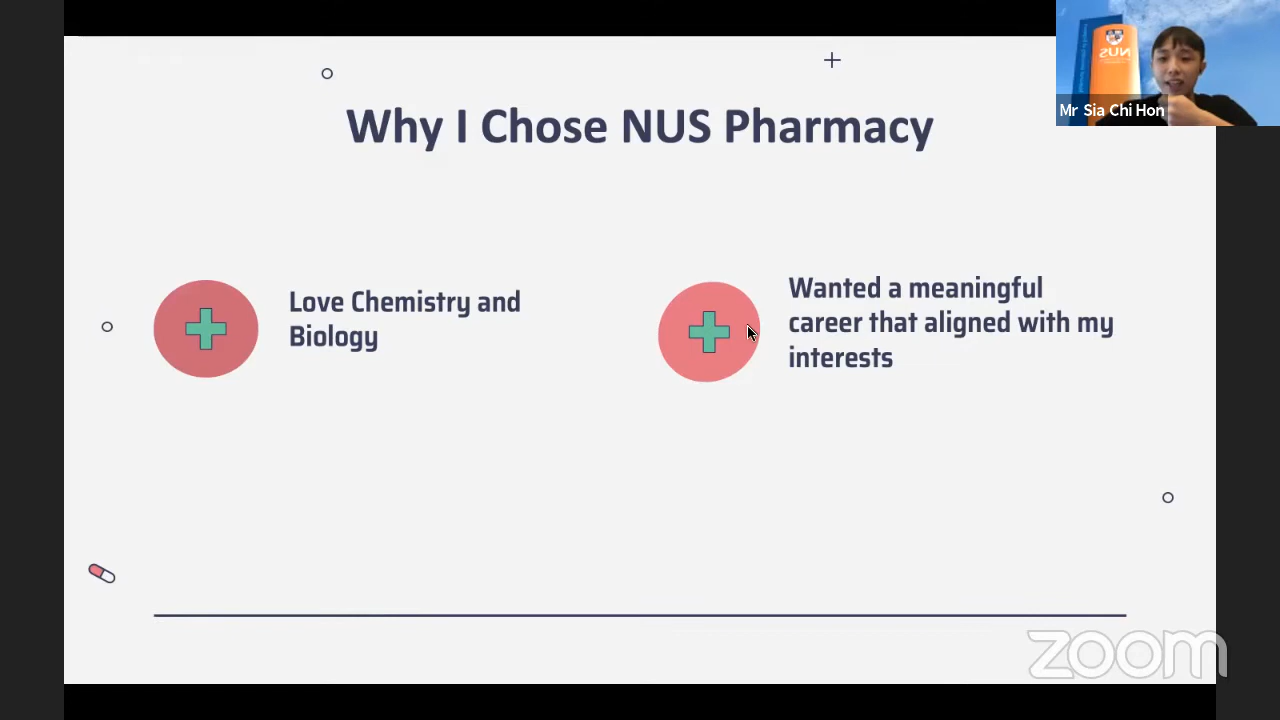 Why I Chose NUS Pharmacy
NUS
Mr Sia Chi Hon
Love Chemistry and
Biology
Wanted a meaningful
career that aligned with my
interests
zoom